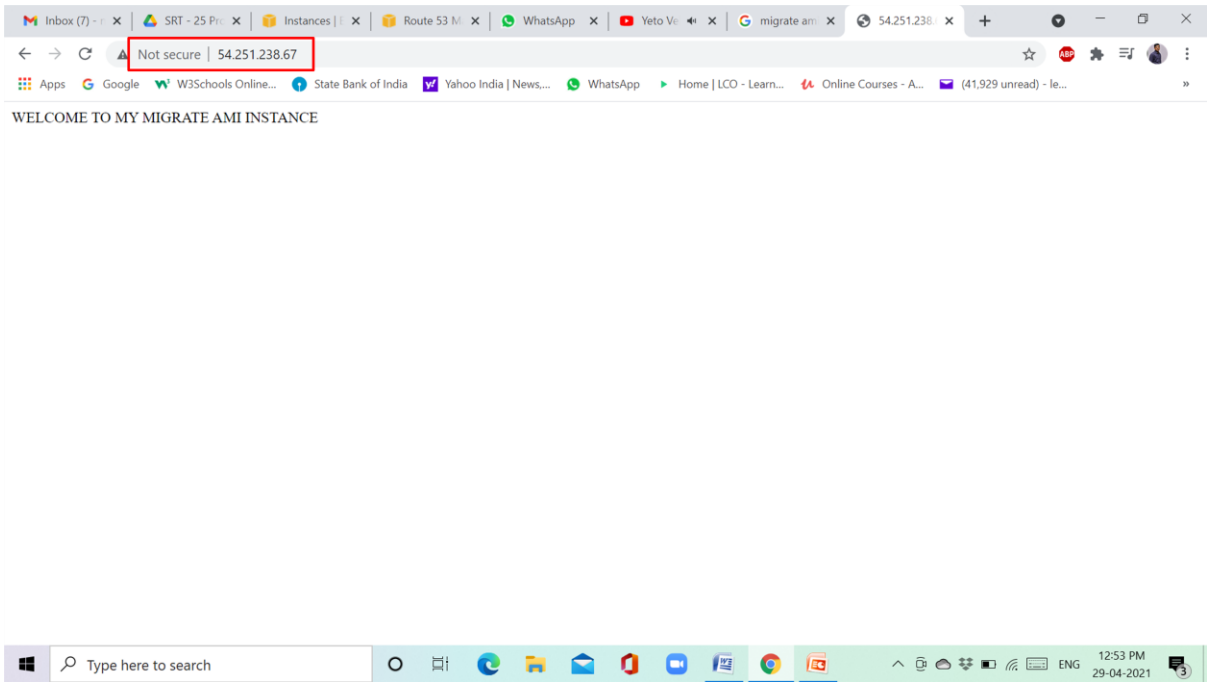 Inbox (7) - SRT - 25 Pr Instances | Route 53 M WhatsApp Yeto Ve migrate am 54.251.238.
Not secure | 54.251.238.67 ABP
Apps Google W3Schools Online... State Bank of India Yahoo India | News,... WhatsApp Home | LCO - Learn... Online Courses - A... (41,929 unread) - le... »
WELCOME TO MY MIGRATE AMI INSTANCE
Type here to search ENG 12:53 PM
29-04-2021 3